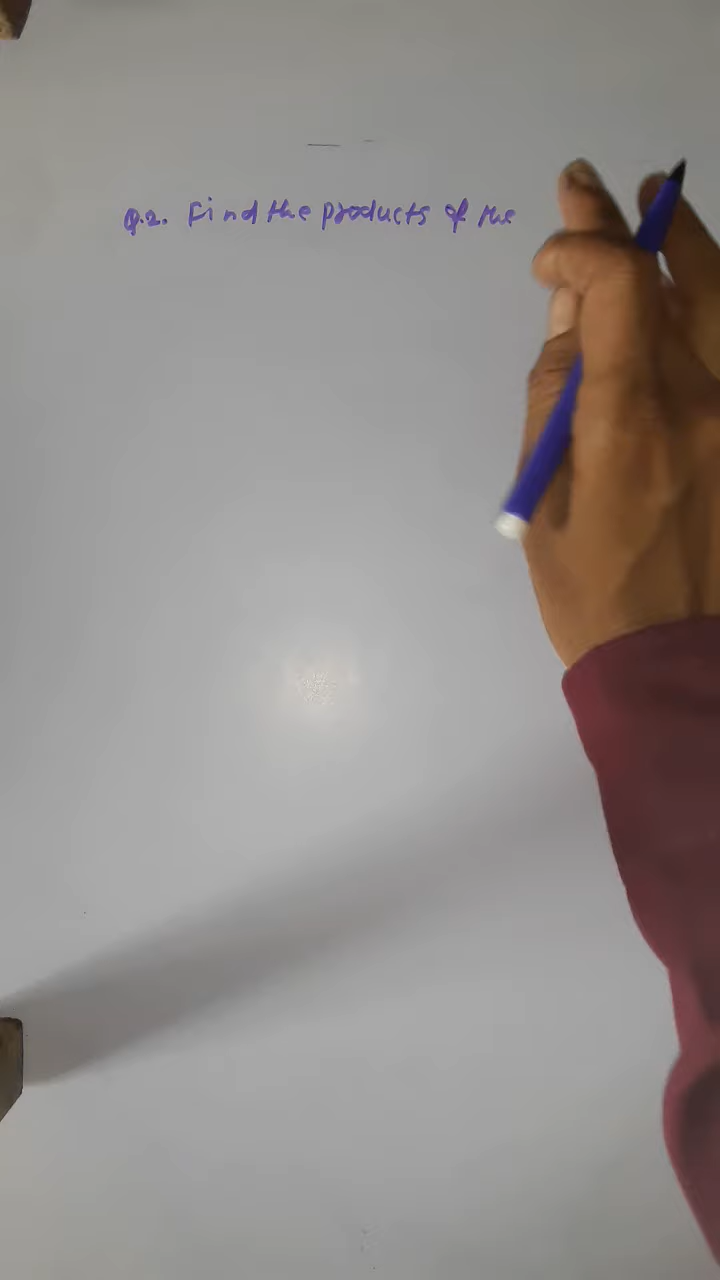 Q.2. Find the products of the